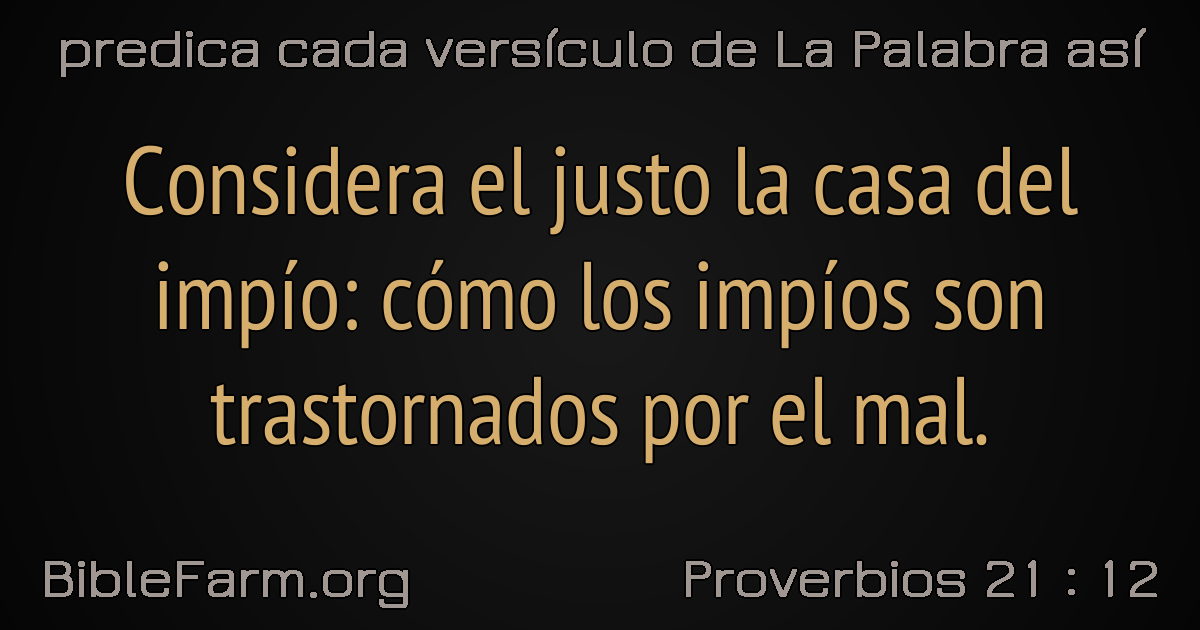 predica cada versículo de La Palabra así
Considera el justo la casa del
impío: cómo los impíos son
trastornados por el mal.
BibleFarm.org
Proverbios 21 : 12